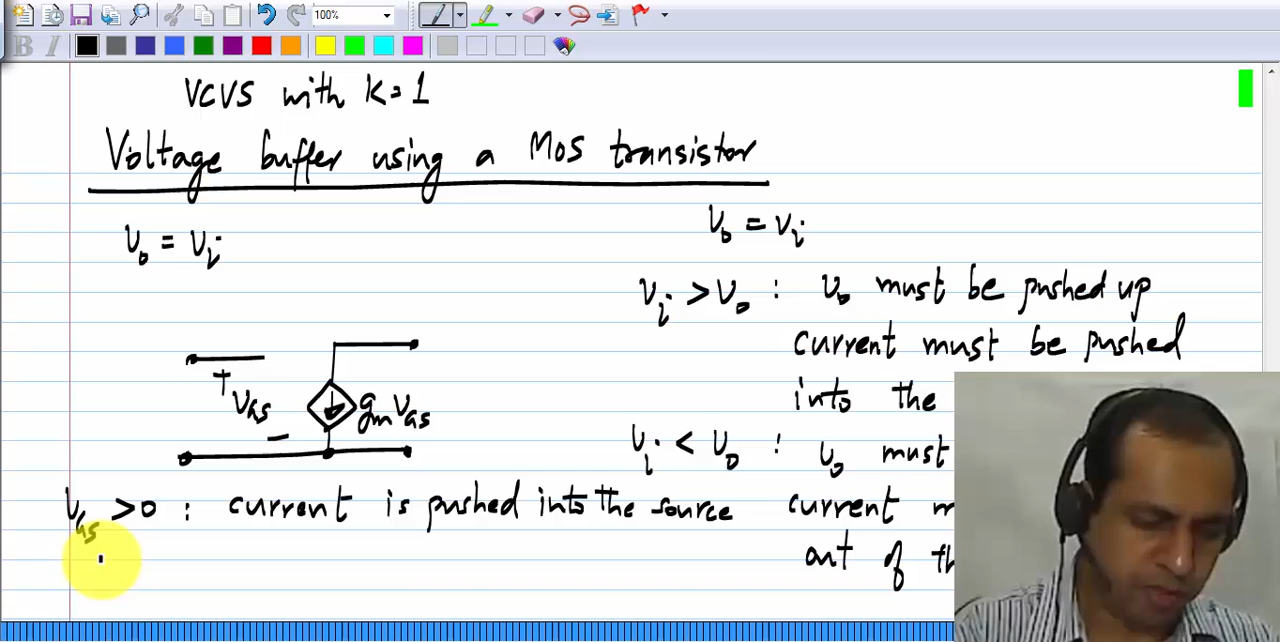 100%
B I
VCVS with k=1
Voltage buffer using a MOS transistor
Vo = Vi
Vo = Vi
Vi > Vo : Vo must be pushed up
current must be pushed
into the
+ VGS -
gm VGS
Vi < Vo : Vo must
VGS > 0 : current is pushed into the source
current
out of